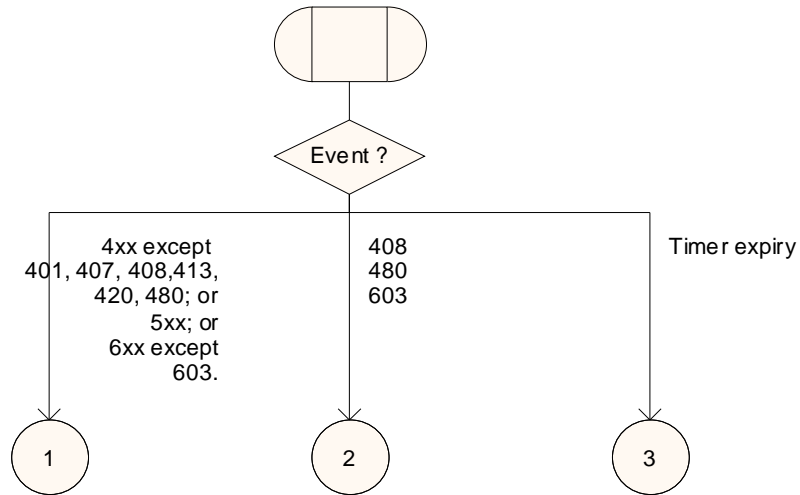 Event ?
4xx except
401, 407, 408,413,
420, 480; or
5xx; or
6xx except
603.
408
480
603
Timer expiry
1
2
3